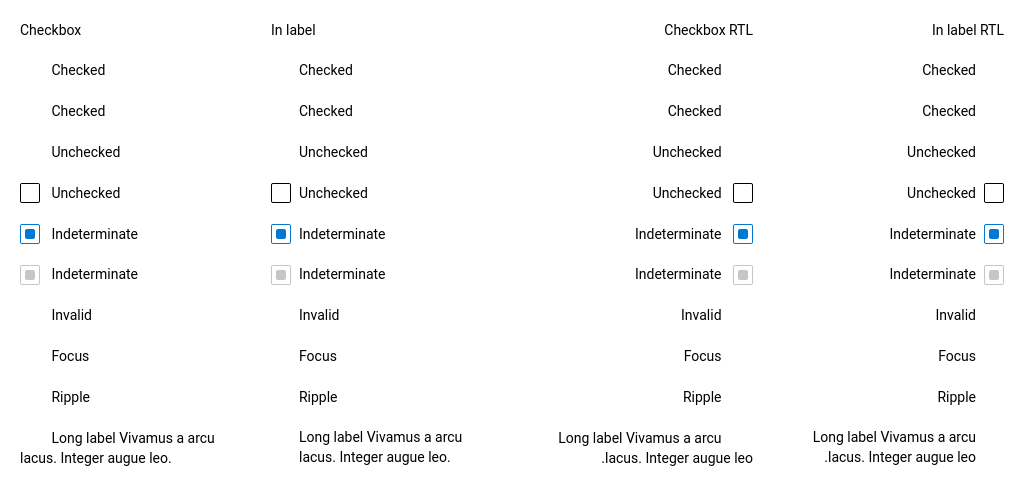 Checkbox
Checked
Checked
Unchecked
Unchecked
Indeterminate
Indeterminate
Invalid
Focus
Ripple
Long label Vivamus a arcu
lacus. Integer augue leo.
In label
Checked
Checked
Unchecked
Unchecked
Indeterminate
Indeterminate
Invalid
Focus
Ripple
Long label Vivamus a arcu
lacus. Integer augue leo.
Checkbox RTL
Checked
Checked
Unchecked
Unchecked
Indeterminate
Indeterminate
Invalid
Focus
Ripple
Long label Vivamus a arcu
.lacus. Integer augue leo
In label RTL
Checked
Checked
Unchecked
Unchecked
Indeterminate
Indeterminate
Invalid
Focus
Ripple
Long label Vivamus a arcu
.lacus. Integer augue leo